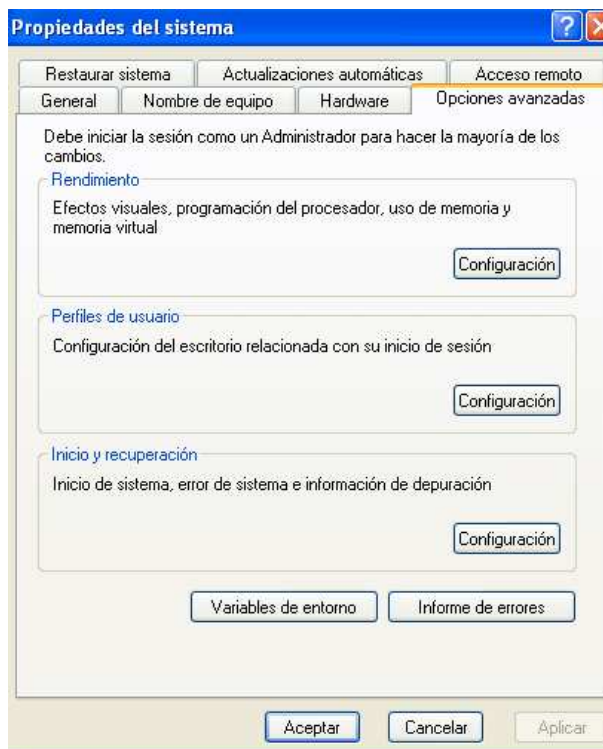 Propiedades del sistema
Restaurar sistema
Actualizaciones automáticas
Acceso remoto
General
Nombre de equipo
Hardware
Opciones avanzadas
Debe iniciar la sesión como un Administrador para hacer la mayoría de los
cambios.
Rendimiento
Efectos visuales, programación del procesador, uso de memoria y
memoria virtual
Configuración
Perfiles de usuario
Configuración del escritorio relacionada con su inicio de sesión
Configuración
Inicio y recuperación
Inicio de sistema, error de sistema e información de depuración
Configuración
Variables de entorno
Informe de errores
Aceptar
Cancelar
Aplicar